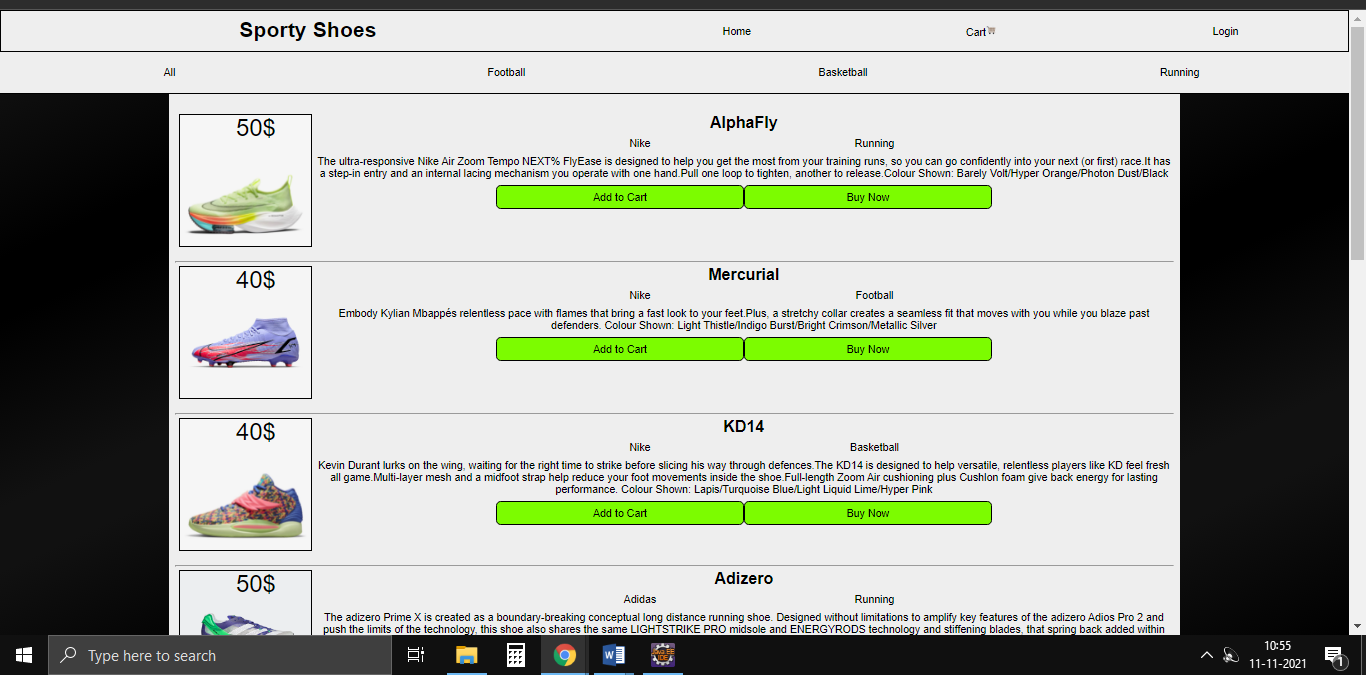 Sporty Shoes
Home
Cart
Login
All
Football
Basketball
Running
50$
AlphaFly
Nike
Running
The ultra-responsive Nike Air Zoom Tempo NEXT% FlyEase is designed to help you get the most from your training runs, so you can go confidently into your next (or first) race.It has
a step-in entry and an internal lacing mechanism you operate with one hand.Pull one loop to tighten, another to release.Colour Shown: Barely Volt/Hyper Orange/Photon Dust/Black
Add to Cart
Buy Now
40$
Mercurial
Nike
Football
Embody Kylian Mbappés relentless pace with flames that bring a fast look to your feet.Plus, a stretchy collar creates a seamless fit that moves with you while you blaze past
defenders. Colour Shown: Light Thistle/Indigo Burst/Bright Crimson/Metallic Silver
Add to Cart
Buy Now
40$
KD14
Nike
Basketball
Kevin Durant lurks on the wing, waiting for the right time to strike before slicing his way through defences.The KD14 is designed to help versatile, relentless players like KD feel fresh
all game.Multi-layer mesh and a midfoot strap help reduce your foot movements inside the shoe.Full-length Zoom Air cushioning plus Cushlon foam give back energy for lasting
performance. Colour Shown: Lapis/Turquoise Blue/Light Liquid Lime/Hyper Pink
Add to Cart
Buy Now
50$
Adizero
Adidas
Running
The adizero Prime X is created as a boundary-breaking conceptual long distance running shoe. Designed without limitations to amplify key features of the adizero Adios Pro 2 and
push the limits of the technology, this shoe also shares the same LIGHTSTRIKE PRO midsole and ENERGYRODS technology and stiffening blades, that spring back added within
Type here to search
10:55
11-11-2021
1